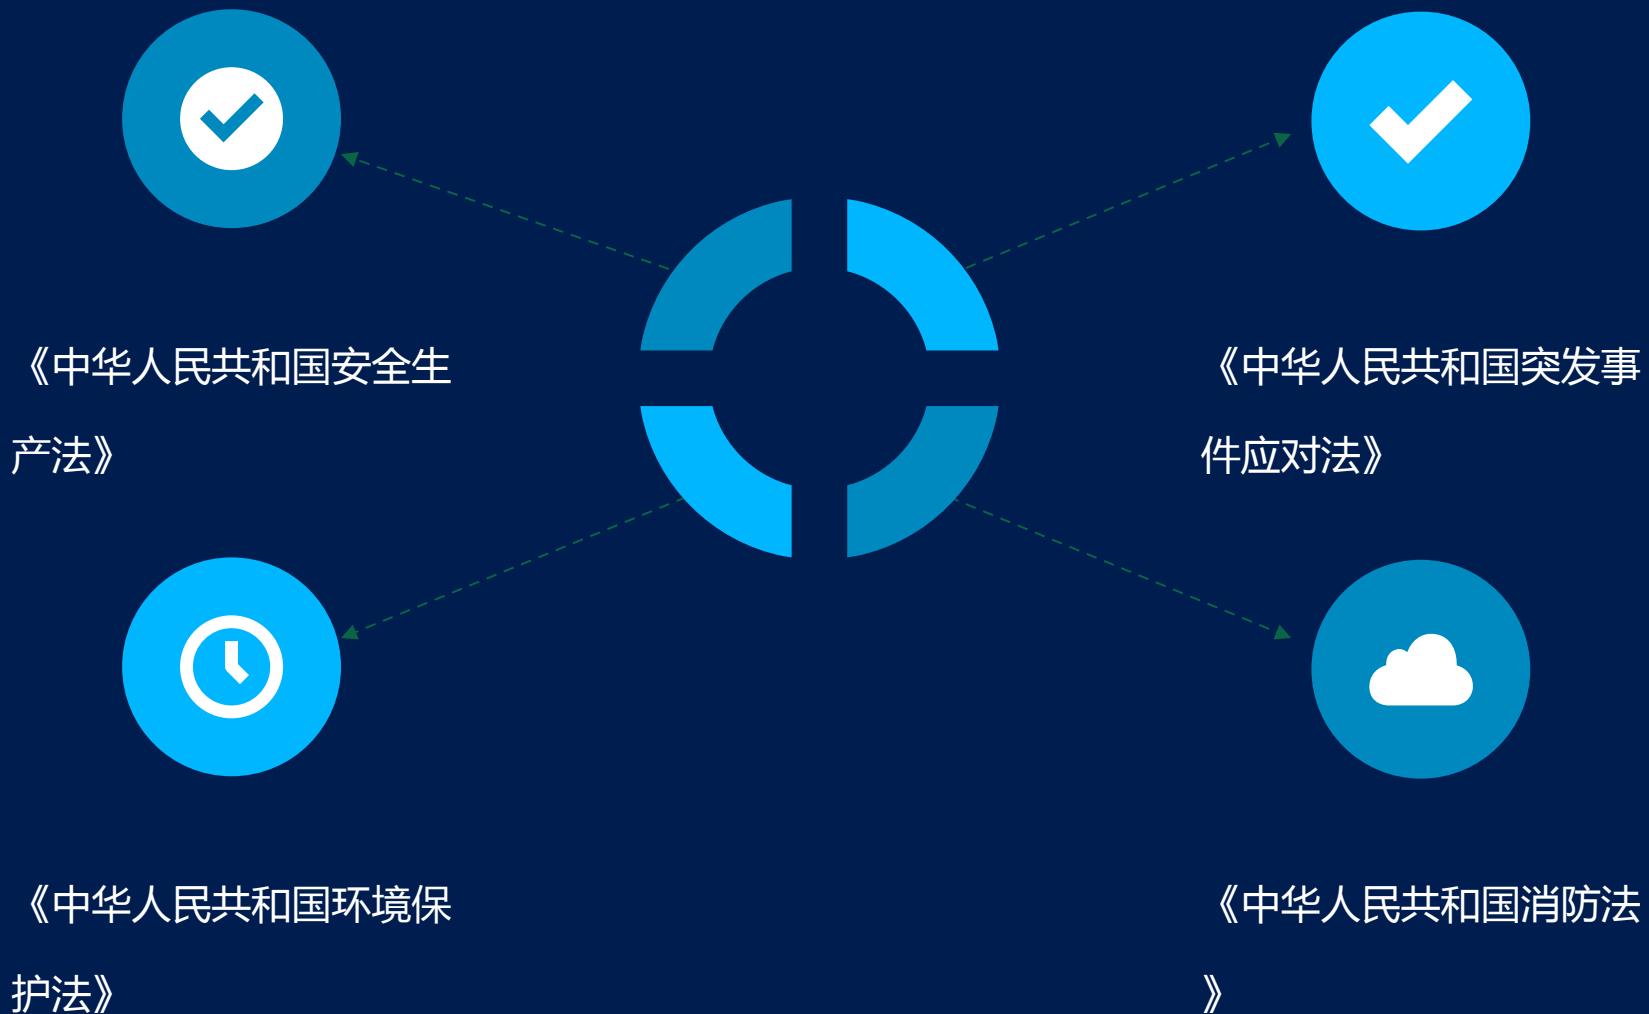 《中华人民共和国安全生
产法》
《中华人民共和国突发事
件应对法》
《中华人民共和国环境保
护法》
《中华人民共和国消防法
》